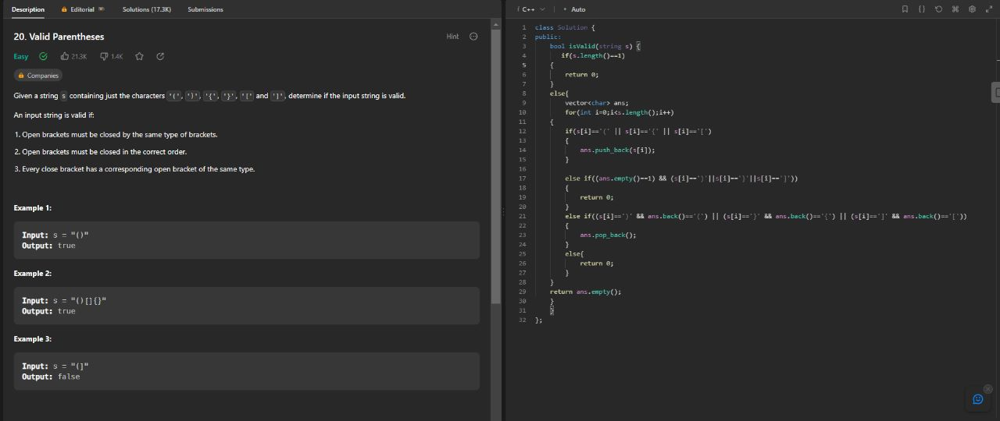 Description Editorial Solutions (17.3K) Submissions
20. Valid Parentheses Hint
Easy 21.3K 1.4K
Companies
Given a string s containing just the characters '(', ')', '{', '}', '[' and ']', determine if the input string is valid.
An input string is valid if:
1. Open brackets must be closed by the same type of brackets.
2. Open brackets must be closed in the correct order.
3. Every close bracket has a corresponding open bracket of the same type.
Example 1:
Input: s = "()"
Output: true
Example 2:
Input: s = "()[]{}"
Output: true
Example 3:
Input: s = "(]"
Output: false
i C++ • Auto
1 class Solution {
2 public:
3 bool isValid(string s) {
4 if(s.length()==1)
5 {
6 return 0;
7 }
8 else{
9 vector<char> ans;
10 for(int i=0;i<s.length();i++)
11 {
12 if(s[i]=='(' || s[i]=='{' || s[i]=='[')
13 {
14 ans.push_back(s[i]);
15 }
16
17 else if((ans.empty()==1) && (s[i]==')'||s[i]=='}'||s[i]==']'))
18 {
19 return 0;
20 }
21 else if((s[i]==')' && ans.back()=='(') || (s[i]=='}' && ans.back()=='{') || (s[i]==']' && ans.back()=='['))
22 {
23 ans.pop_back();
24 }
25 else{
26 return 0;
27 }
28 }
29 return ans.empty();
30 }
31 }
32 };